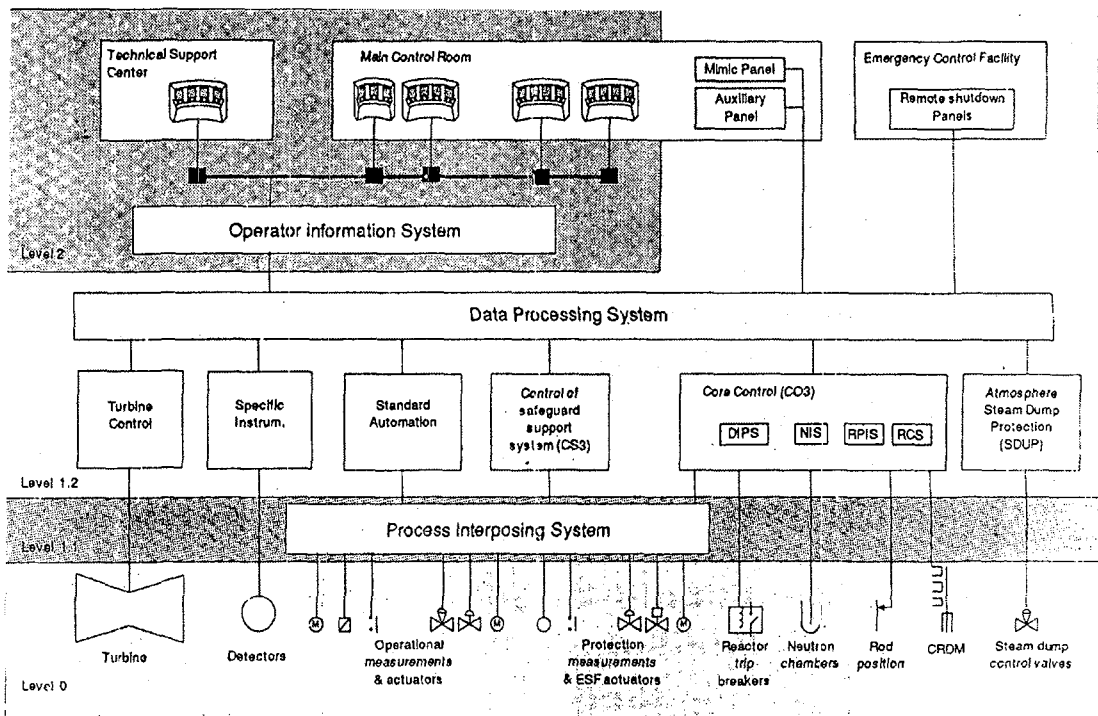 Technical Support
Center
Main Control Room
Mimic Panel
Auxiliary
Panel
Emergency Control Facility
Remote shutdown
Panels
Operator Information System
Level 2
Data Processing System
Turbine
Control
Specific
Instrum.
Standard
Automation
Control of
safeguard
support
system (CS3)
Core Control (CO3)
DIPS
NIS
RPIS
RCS
Atmosphere
Steam Dump
Protection
(SDUP)
Level 1.2
Process Interposing System
Level 1.1
M
M
M
Turbine
Detectors
Operational
measurements
& actuators
Protection
measurements
& ESF actuators
Reactor
trip
breakers
Neutron
chambers
Rod
position
CRDM
Steam dump
control valves
Level 0